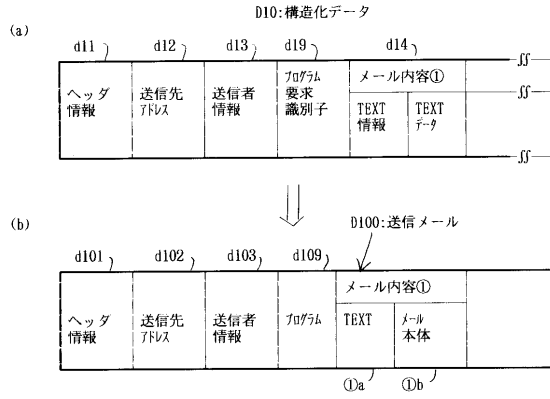 D10:構造化データ
(a)
d11 d12 d13 d19 d14
ヘッダ
情報
送信先
アドレス
送信者
情報
プログラム
要求
識別子
メール内容①
TEXT
情報
TEXT
データ
(b)
D100:送信メール
d101 d102 d103 d109
ヘッダ
情報
送信先
アドレス
送信者
情報
プログラム
メール内容①
TEXT
メール
本体
①a ①b